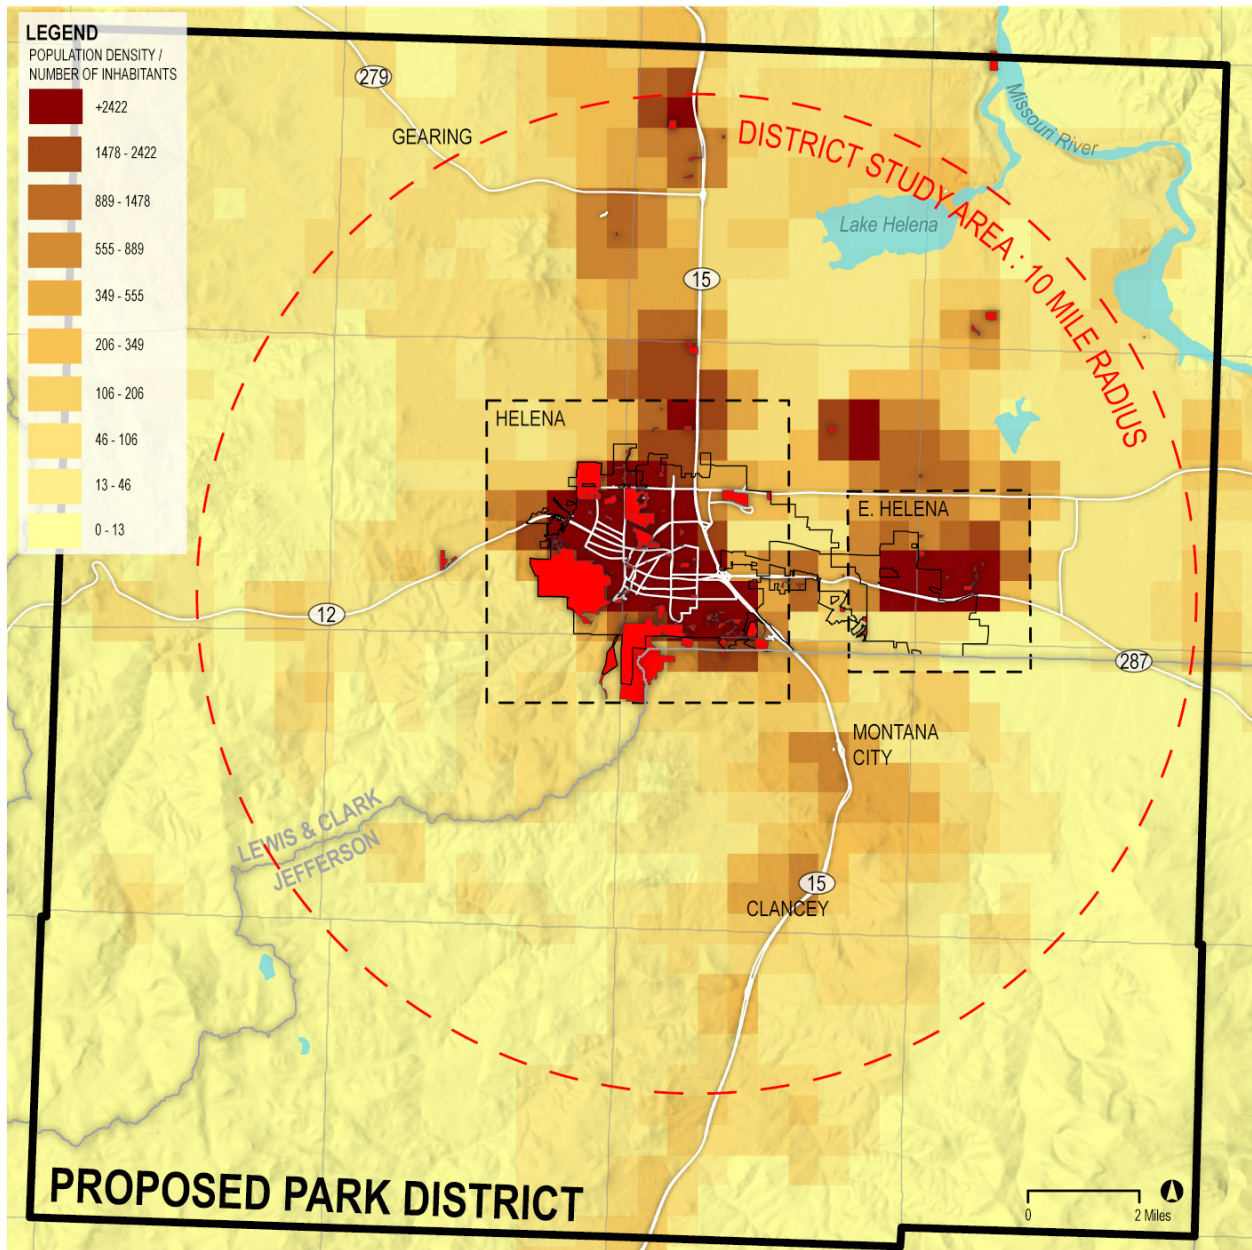 LEGEND
POPULATION DENSITY /
NUMBER OF INHABITANTS
+2422
1478 - 2422
889 - 1478
555 - 889
349 - 555
206 - 349
106 - 206
46 - 106
13 - 46
0 - 13
279
GEARING
DISTRICT STUDY AREA : 10 MILE RADIUS
Missouri River
Lake Helena
15
HELENA
E. HELENA
12
287
MONTANA
CITY
LEWIS & CLARK
JEFFERSON
15
CLANCEY
PROPOSED PARK DISTRICT
0
2 Miles